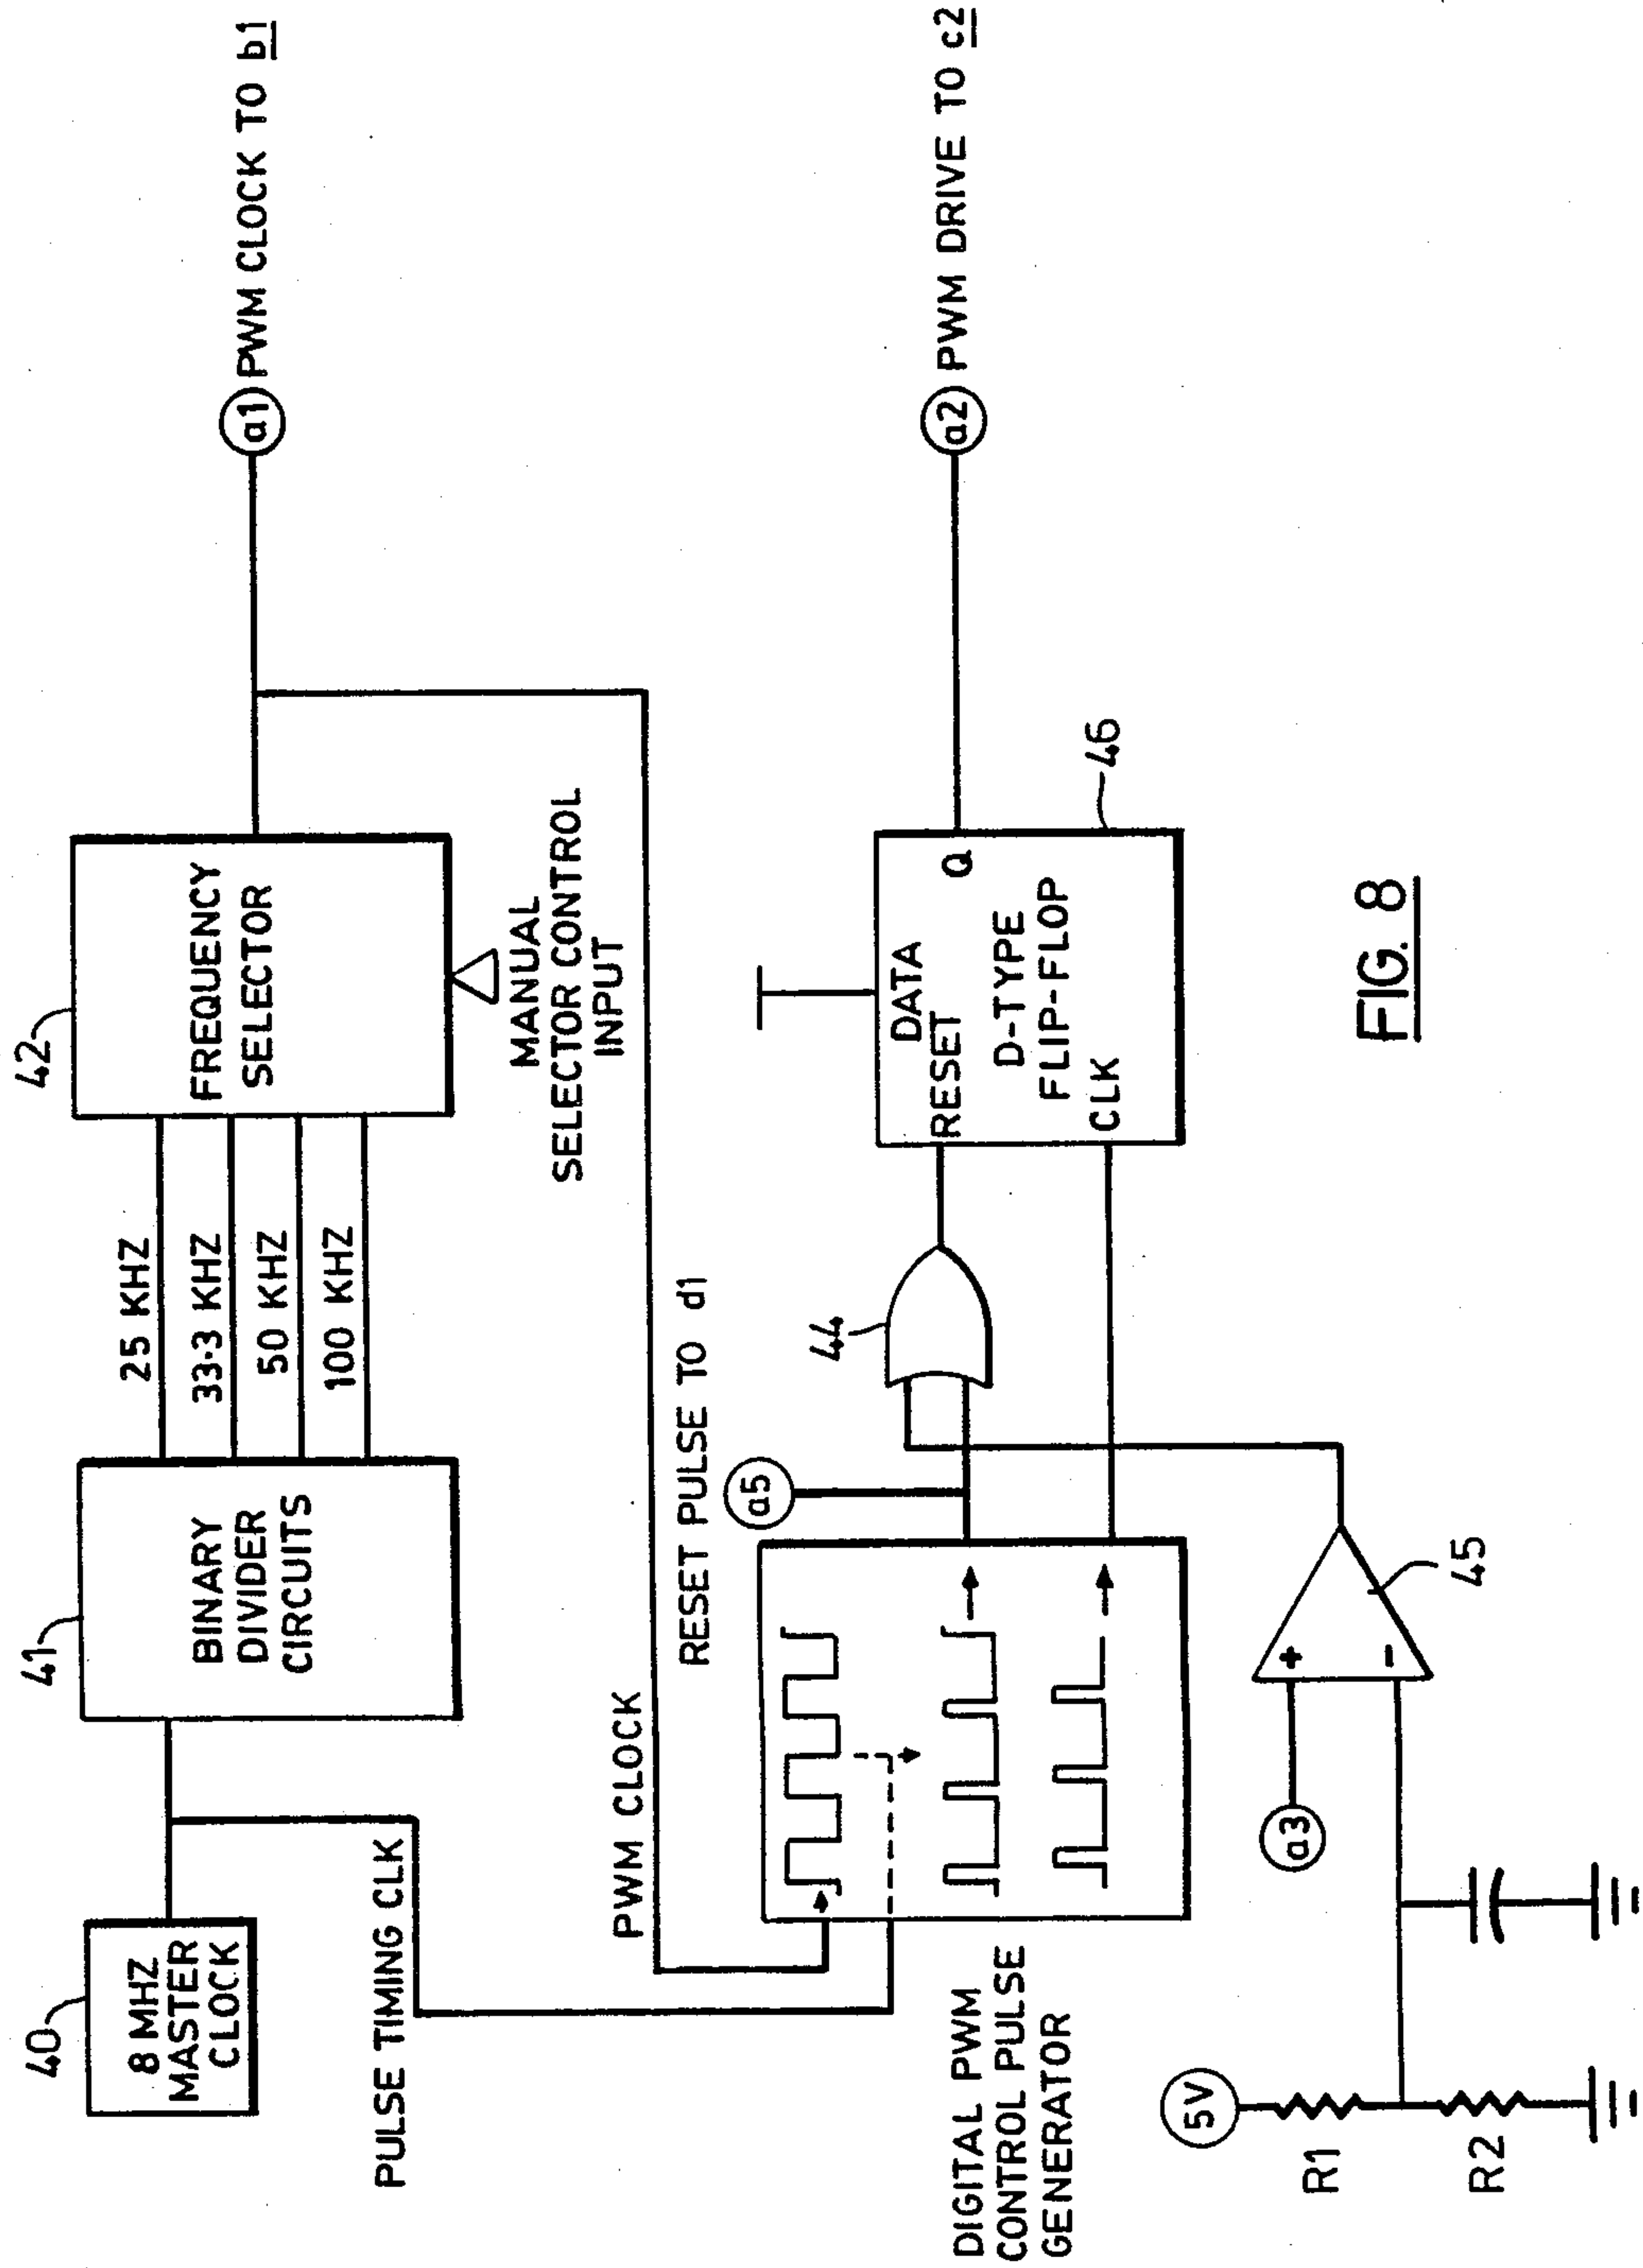 40
8 MHZ
MASTER
CLOCK
41
BINARY
DIVIDER
CIRCUITS
25 KHZ
33·3 KHZ
50 KHZ
100 KHZ
42
FREQUENCY
SELECTOR
MANUAL
SELECTOR CONTROL
INPUT
a1
PWM CLOCK TO b1
PULSE TIMING CLK
PWM CLOCK
RESET PULSE TO d1
a5
DIGITAL PWM
CONTROL PULSE
GENERATOR
44
DATA
RESET
Q
D-TYPE
FLIP-FLOP
CLK
46
a2
PWM DRIVE TO c2
a3
+
-
45
5V
R1
R2
FIG. 8